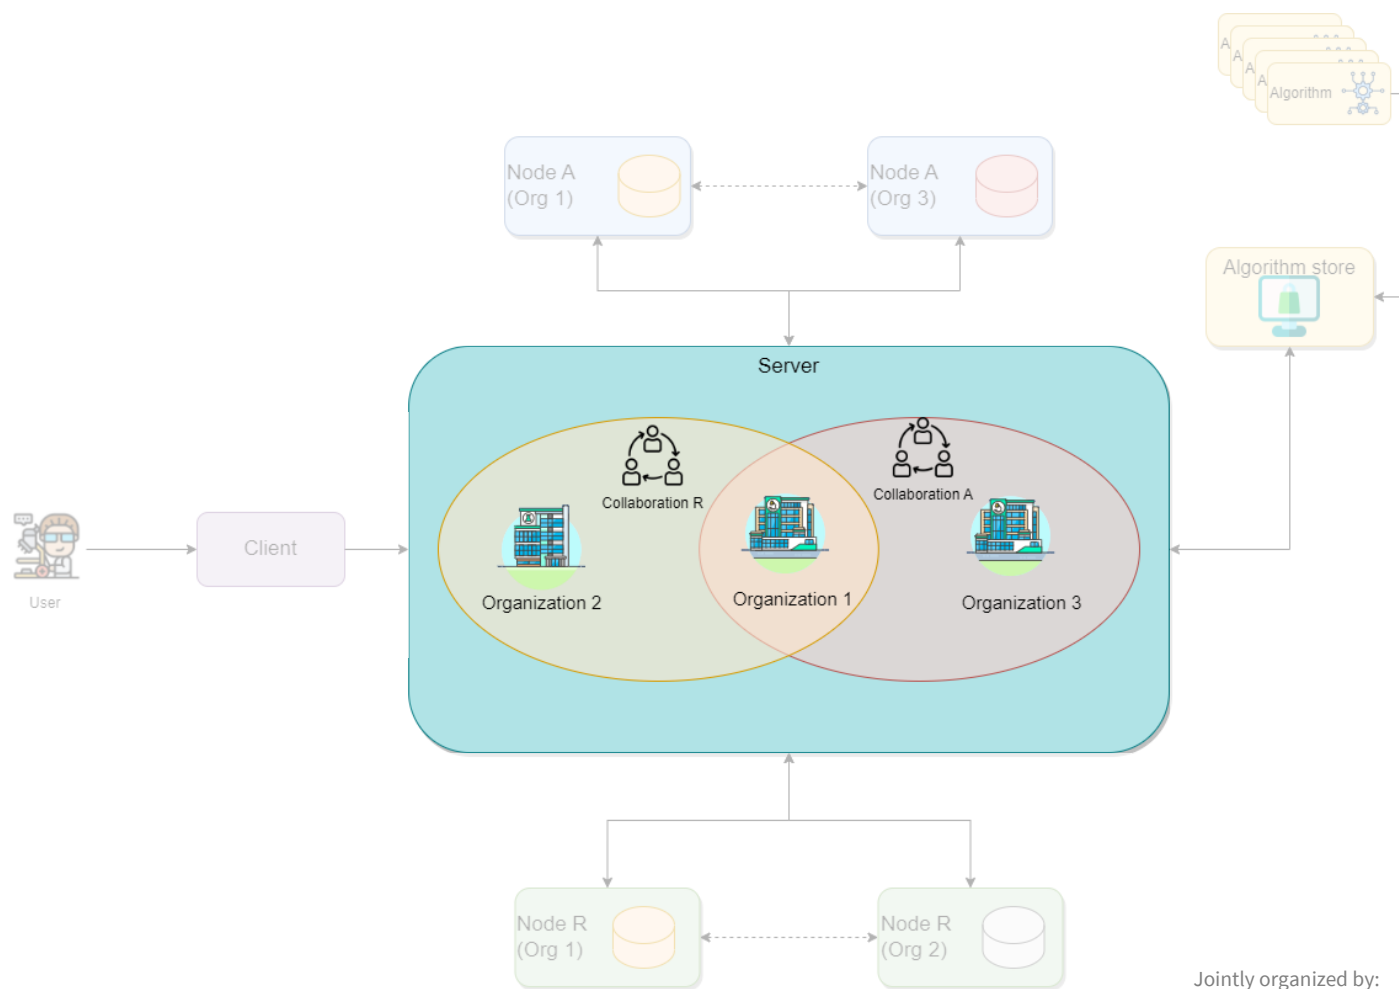 A
A
A
A
Algorithm
Node A
(Org 1)
Node A
(Org 3)
Algorithm store
Server
Collaboration R
Collaboration A
Organization 2
Organization 1
Organization 3
Client
User
Node R
(Org 1)
Node R
(Org 2)
Jointly organized by: